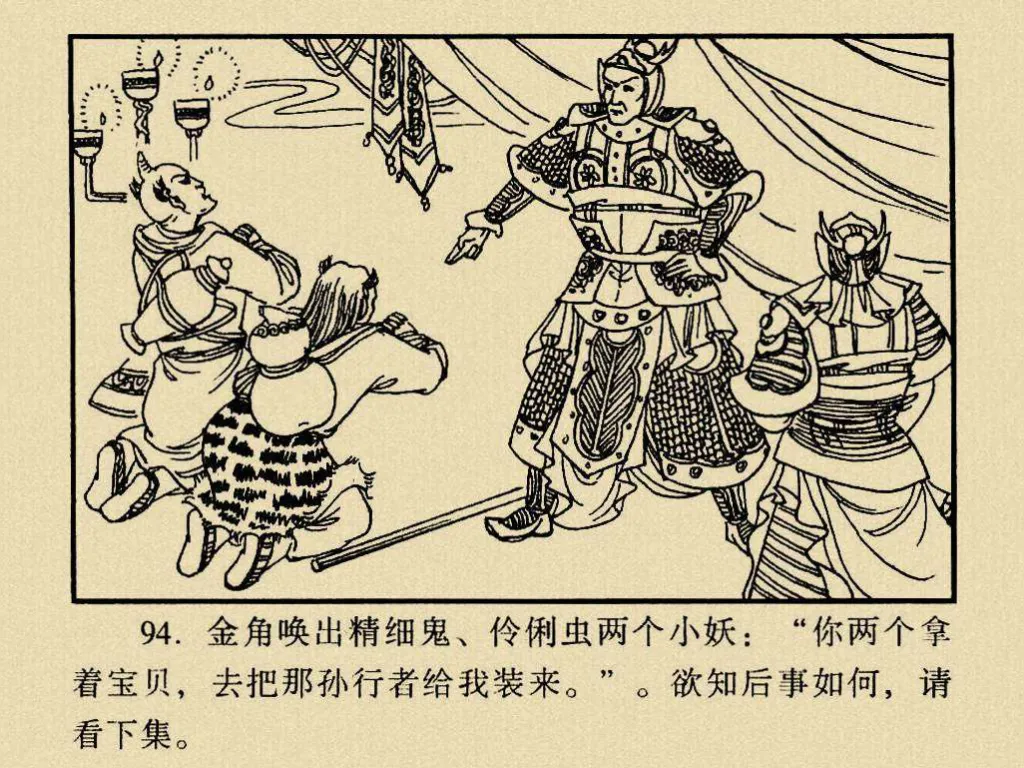 94. 金角唤出精细鬼、伶俐虫两个小妖：“你两个拿
着宝贝，去把那孙行者给我装来。”。欲知后事如何，请
看下集。